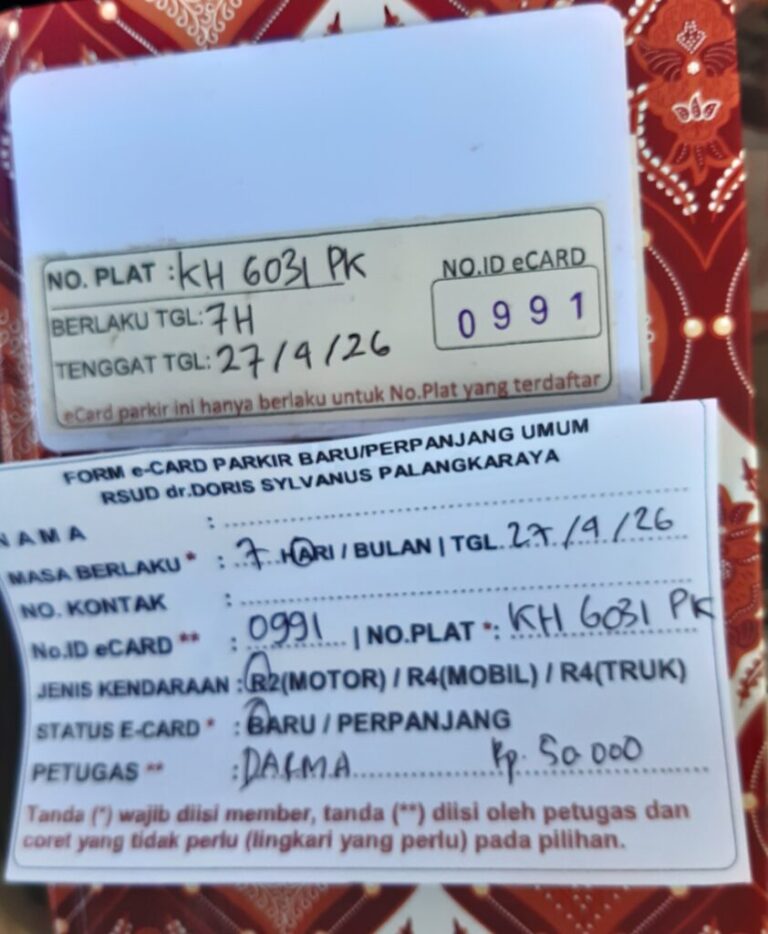 NO. PLAT : KH 6031 PK
NO.ID eCARD
BERLAKU TGL: 7H
0991
TENGGAT TGL: 27/4/26
eCard parkir ini hanya berlaku untuk No.Plat yang terdaftar
FORM e-CARD PARKIR BARU/PERPANJANG UMUM
RSUD dr.DORIS SYLVANUS PALANGKARAYA
NAMA :
MASA BERLAKU * : 7 HARI / BULAN | TGL. 27/4/26
NO. KONTAK :
No.ID eCARD ** : 0991 | NO.PLAT *: KH 6031 PK
JENIS KENDARAAN : R2(MOTOR) / R4(MOBIL) / R4(TRUK)
STATUS E-CARD * : BARU / PERPANJANG
PETUGAS ** : DARMA Rp. 50 000
Tanda (*) wajib diisi member, tanda (**) diisi oleh petugas dan
coret yang tidak perlu (lingkari yang perlu) pada pilihan.